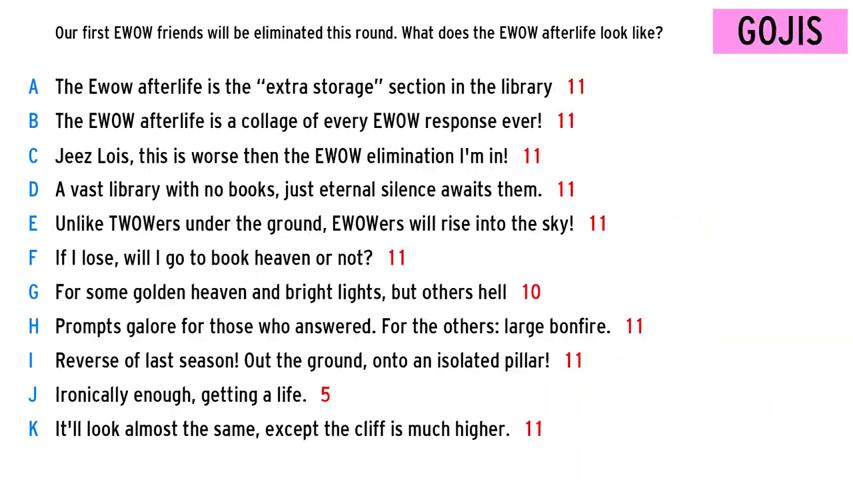 Our first EWOW friends will be eliminated this round. What does the EWOW afterlife look like?
GOJIS
A The Ewow afterlife is the “extra storage” section in the library 11
B The EWOW afterlife is a collage of every EWOW response ever! 11
C Jeez Lois, this is worse then the EWOW elimination I'm in! 11
D A vast library with no books, just eternal silence awaits them. 11
E Unlike TWOWers under the ground, EWOWers will rise into the sky! 11
F If I lose, will I go to book heaven or not? 11
G For some golden heaven and bright lights, but others hell 10
H Prompts galore for those who answered. For the others: large bonfire. 11
I Reverse of last season! Out the ground, onto an isolated pillar! 11
J Ironically enough, getting a life. 5
K It'll look almost the same, except the cliff is much higher. 11